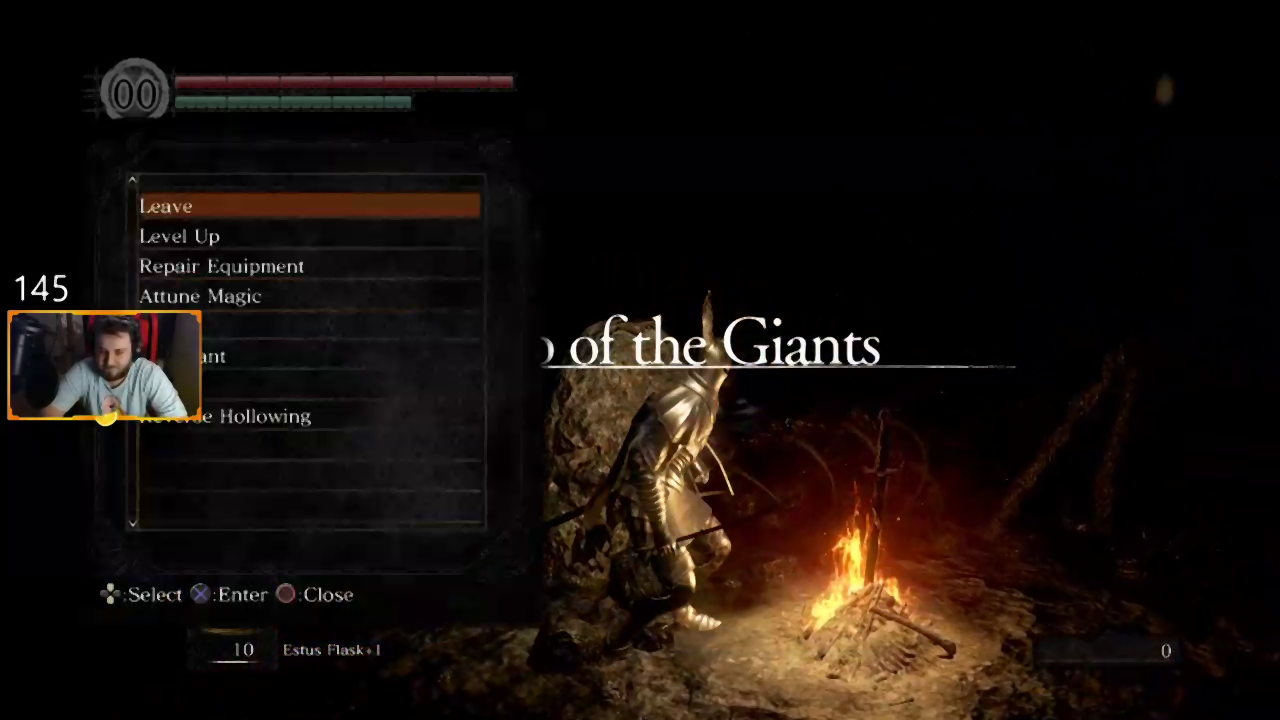 00
Leave
Level Up
Repair Equipment
145
Attune Magic
of the Giants
Hollowing
:Select :Enter :Close
10 Estus Flask+1
0